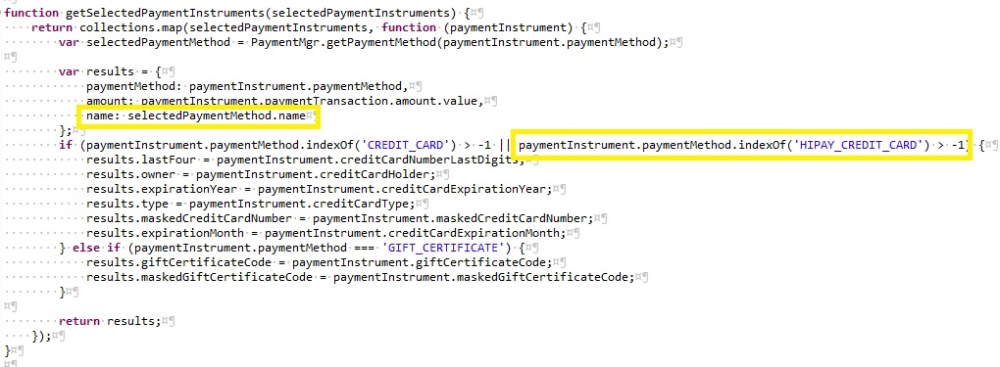 function getSelectedPaymentInstruments(selectedPaymentInstruments) {
return collections.map(selectedPaymentInstruments, function (paymentInstrument) {
var selectedPaymentMethod = PaymentMgr.getPaymentMethod(paymentInstrument.paymentMethod);
var results = {
paymentMethod: paymentInstrument.paymentMethod,
amount: paymentInstrument.paymentTransaction.amount.value,
name: selectedPaymentMethod.name
};
if (paymentInstrument.paymentMethod.indexOf('CREDIT_CARD') > -1 || paymentInstrument.paymentMethod.indexOf('HIPAY_CREDIT_CARD') > -1) {
results.lastFour = paymentInstrument.creditCardNumberLastDigits;
results.owner = paymentInstrument.creditCardHolder;
results.expirationYear = paymentInstrument.creditCardExpirationYear;
results.type = paymentInstrument.creditCardType;
results.maskedCreditCardNumber = paymentInstrument.maskedCreditCardNumber;
results.expirationMonth = paymentInstrument.creditCardExpirationMonth;
} else if (paymentInstrument.paymentMethod === 'GIFT_CERTIFICATE') {
results.giftCertificateCode = paymentInstrument.giftCertificateCode;
results.maskedGiftCertificateCode = paymentInstrument.maskedGiftCertificateCode;
}
return results;
});
}